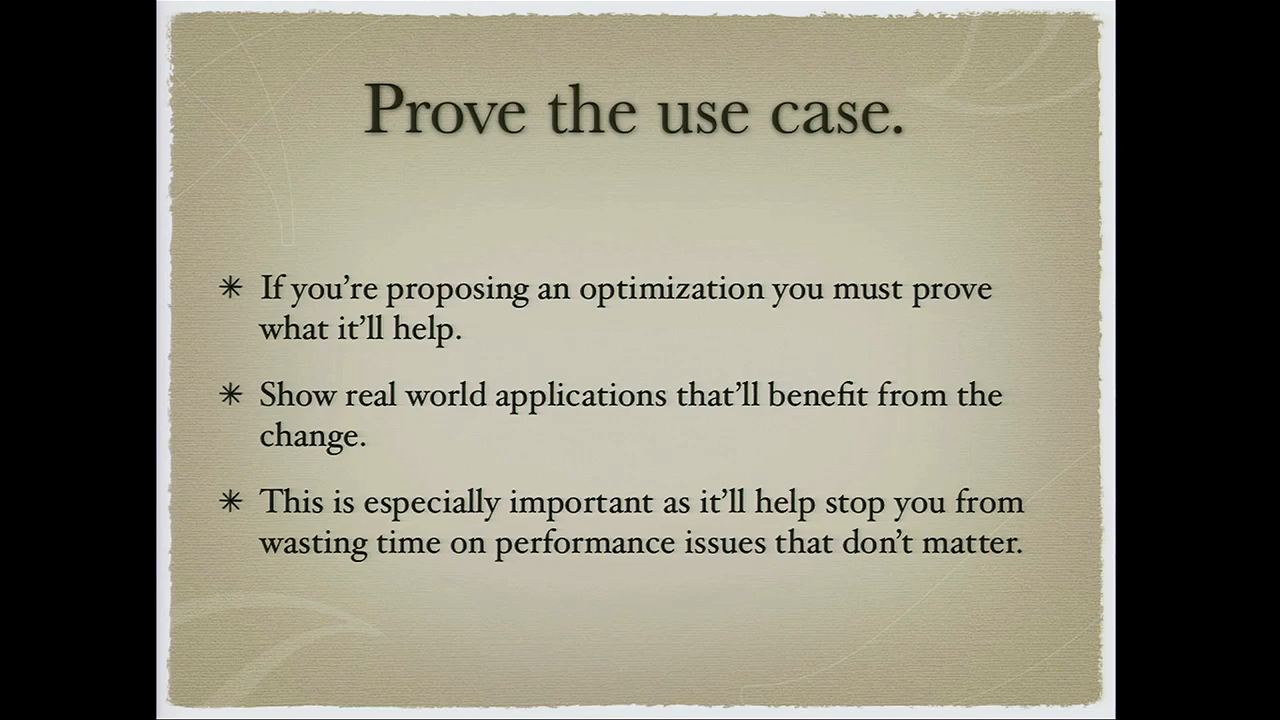 Prove the use case.
✳ If you’re proposing an optimization you must prove
what it’ll help.
✳ Show real world applications that’ll benefit from the
change.
✳ This is especially important as it’ll help stop you from
wasting time on performance issues that don’t matter.